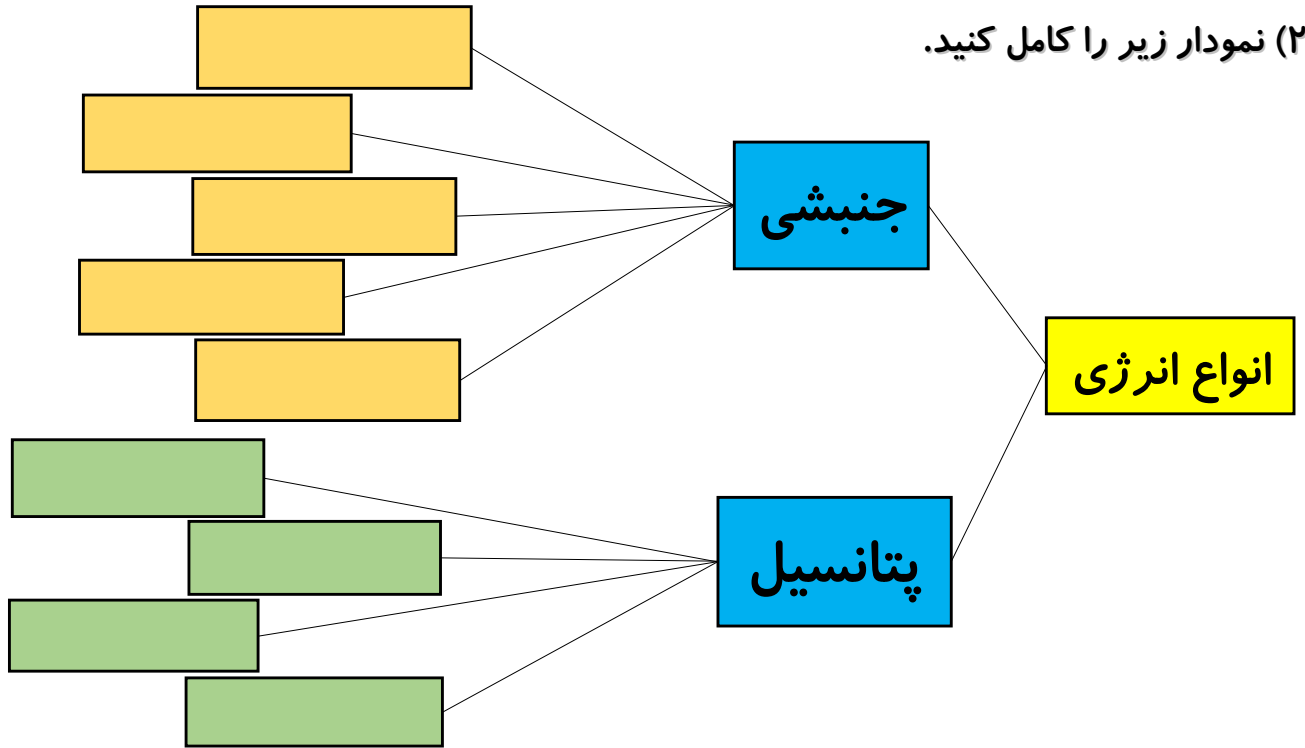 ۲) نمودار زیر را کامل کنید.
جنبشی
انواع انرژی
پتانسیل